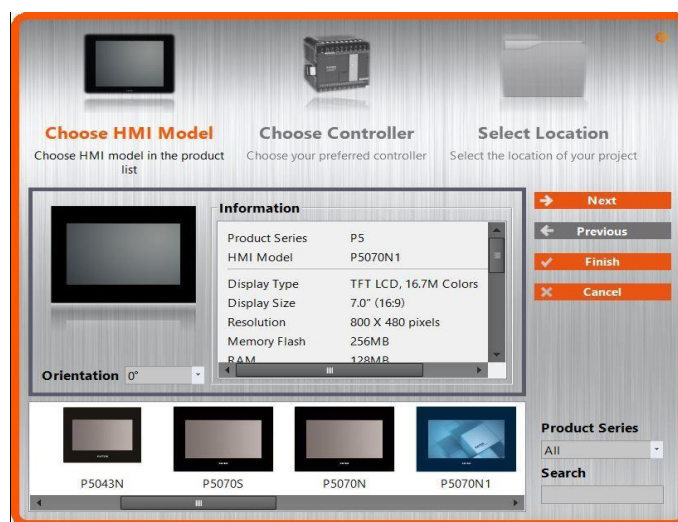 Choose HMI Model
Choose HMI model in the product
list
Choose Controller
Choose your preferred controller
Select Location
Select the location of your project
Information
Product Series P5
HMI Model P5070N1
Display Type TFT LCD, 16.7M Colors
Display Size 7.0" (16:9)
Resolution 800 X 480 pixels
Memory Flash 256MB
RAM 128MB
Orientation 0°
Next
Previous
Finish
Cancel
P5043N
P5070S
P5070N
P5070N1
Product Series
All
Search